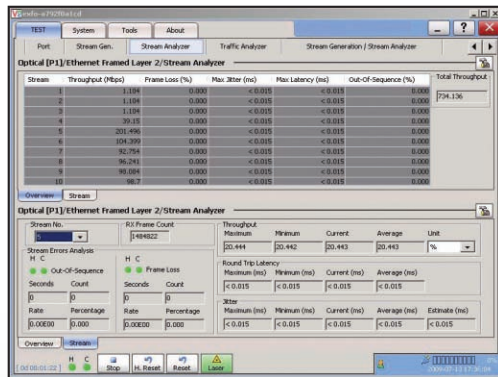 TEST System Tools About
Port Stream Gen. Stream Analyzer Traffic Analyzer Stream Generation / Stream Analyzer
Optical [P1]/Ethernet Framed Layer 2/Stream Analyzer
Stream Throughput (Mbps) Frame Loss (%) Max Jitter (ms) Max Latency (ms) Out-Of-Sequence (%) Total Throughput
1 1.104 0.000 < 0.015 < 0.015 0.000 734.136
2 1.104 0.000 < 0.015 < 0.015 0.000
3 1.104 0.000 < 0.015 < 0.015 0.000
4 39.15 0.000 < 0.015 < 0.015 0.000
5 201.496 0.000 < 0.015 < 0.015 0.000
6 104.399 0.000 < 0.015 < 0.015 0.000
7 92.754 0.000 < 0.015 < 0.015 0.000
8 96.241 0.000 < 0.015 < 0.015 0.000
9 99.084 0.000 < 0.015 < 0.015 0.000
10 98.7 0.000 < 0.015 < 0.015 0.000
Overview Stream
Optical [P1]/Ethernet Framed Layer 2/Stream Analyzer
Stream No. RX Frame Count Throughput
Maximum Minimum Current Average Unit
5 1484822 20.444 20.442 20.443 20.443 %
Stream Errors Analysis
H C H C Round Trip Latency
Out-Of-Sequence Frame Loss Maximum (ms) Minimum (ms) Current (ms) Average (ms)
Seconds Count Seconds Count < 0.015 < 0.015 < 0.015 < 0.015
0 0 0 0 Jitter
Rate Percentage Rate Percentage Maximum (ms) Minimum (ms) Current (ms) Average (ms) Estimate (ms)
0.00E00 0.000 0.00E00 0.000 < 0.015 < 0.015 < 0.015 < 0.015 < 0.015
Overview Stream
H C
Stop H. Reset Reset Laser